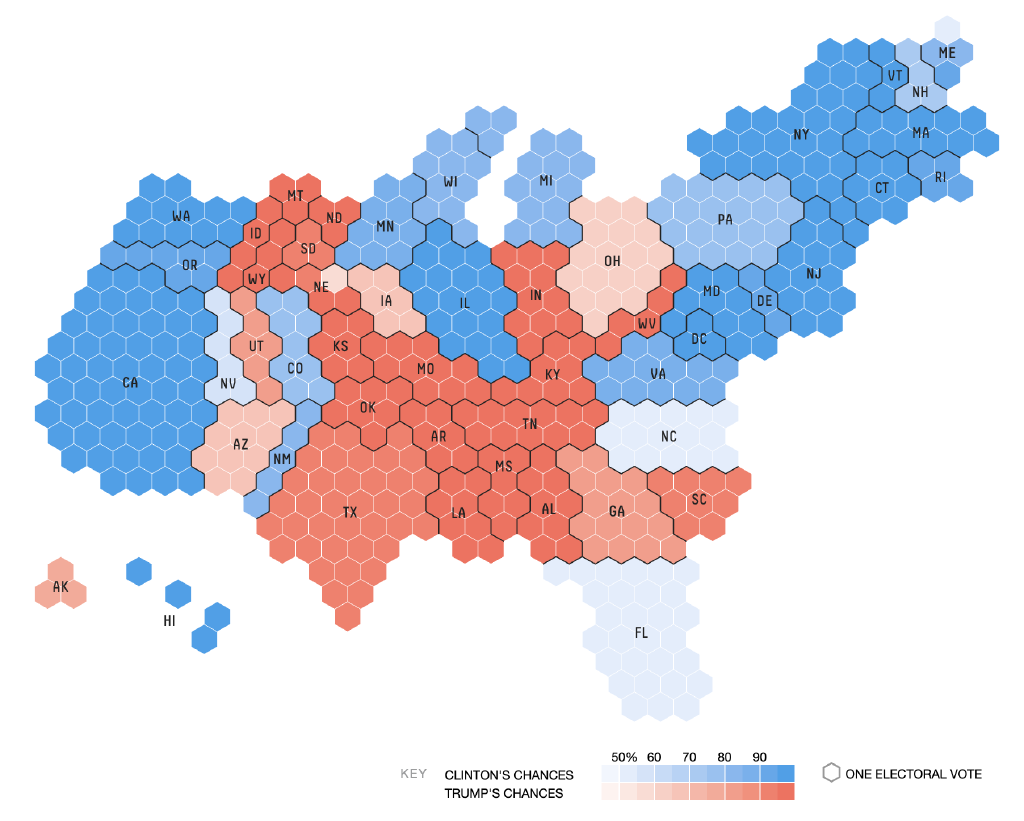 ME
VT
NH
NY
MA
WI
MI
RI
CT
MT
WA
ND
PA
ID
MN
SD
OR
OH
NJ
WY
NE
MD
DE
IA
IL
IN
WV
DC
UT
KS
CO
MO
KY
VA
CA
NV
OK
TN
NC
AZ
AR
NM
MS
SC
TX
LA
AL
GA
AK
HI
FL
50% 60 70 80 90
KEY CLINTON'S CHANCES
TRUMP'S CHANCES
ONE ELECTORAL VOTE